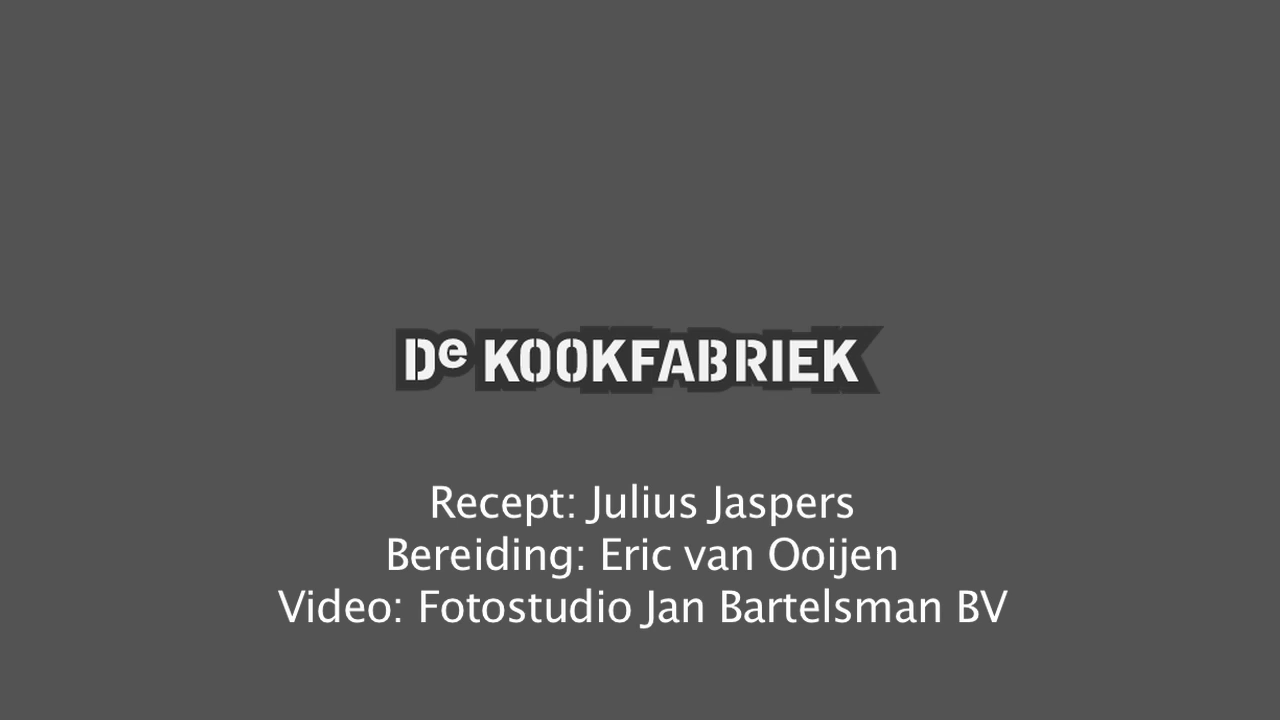 De KOOKFABRIEK
Recept: Julius Jaspers
Bereiding: Eric van Ooijen
Video: Fotostudio Jan Bartelsman BV